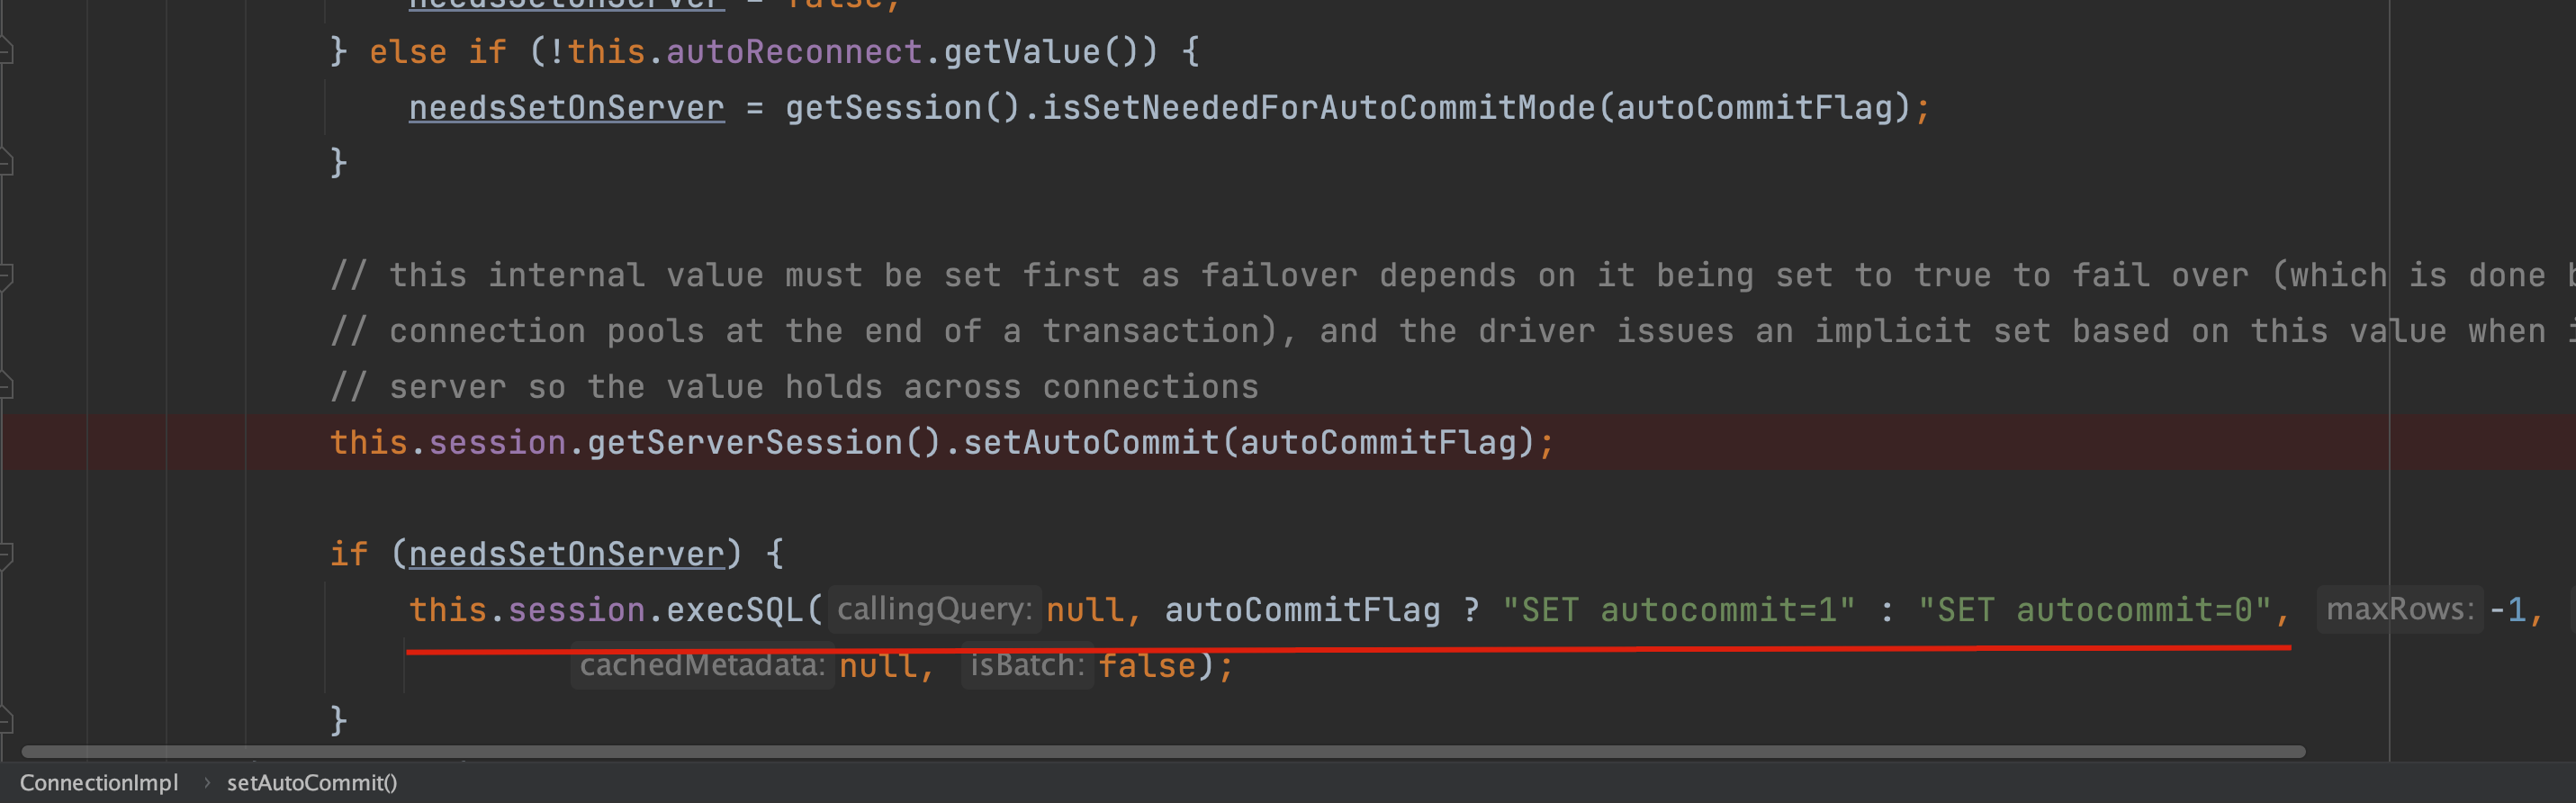 needsSetOnServer = false;
} else if (!this.autoReconnect.getValue()) {
needsSetOnServer = getSession().isSetNeededForAutoCommitMode(autoCommitFlag);
}
// this internal value must be set first as failover depends on it being set to true to fail over (which is done b
// connection pools at the end of a transaction), and the driver issues an implicit set based on this value when i
// server so the value holds across connections
this.session.getServerSession().setAutoCommit(autoCommitFlag);
if (needsSetOnServer) {
this.session.execSQL( callingQuery: null, autoCommitFlag ? "SET autocommit=1" : "SET autocommit=0", maxRows: -1,
cachedMetadata: null, isBatch: false);
}
ConnectionImpl › setAutoCommit()